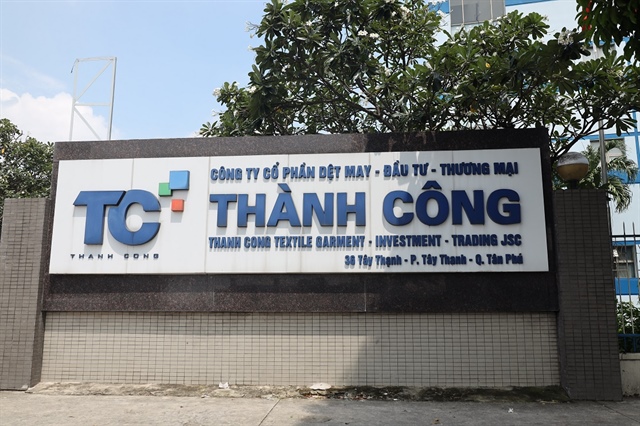 CÔNG TY CỔ PHẦN DỆT MAY - ĐẦU TƯ - THƯƠNG MẠI
TC
THANH CONG
THÀNH CÔNG
THANH CONG TEXTILE GARMENT - INVESTMENT - TRADING JSC
36 Tây Thạnh - P. Tây Thạnh - Q. Tân Phú